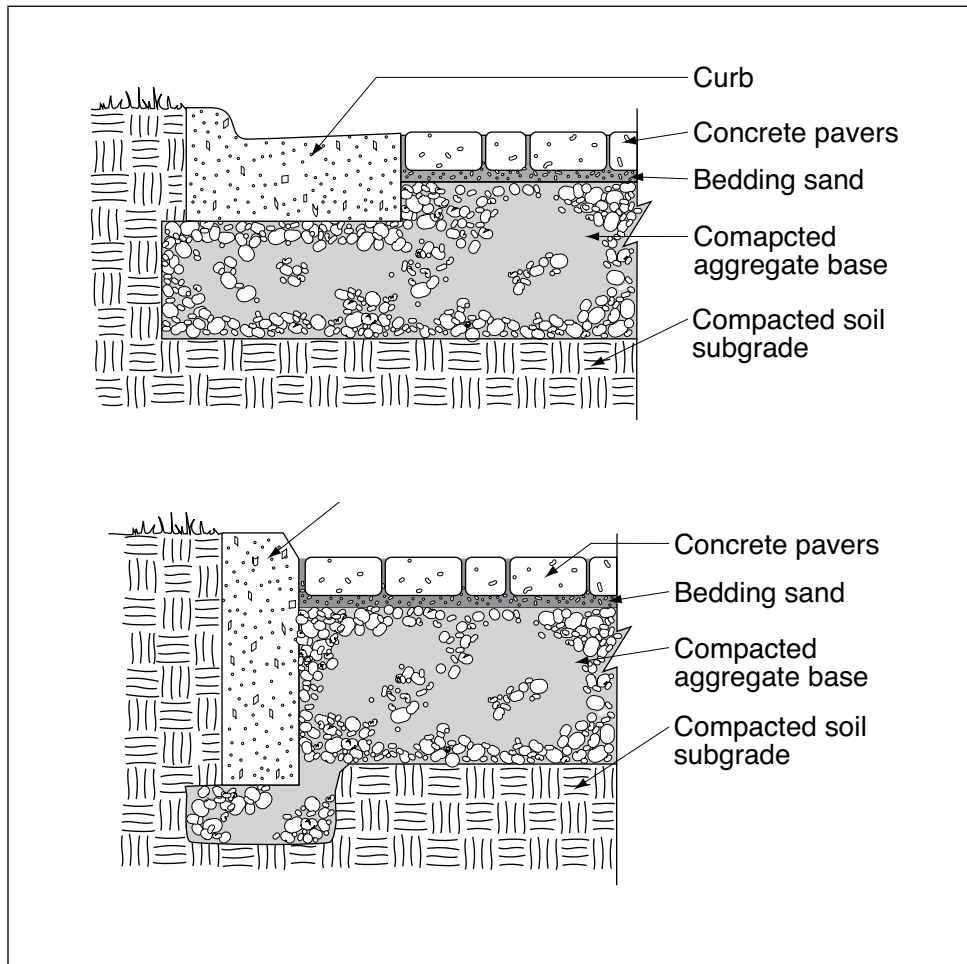 Curb
Concrete pavers
Bedding sand
Comapcted
aggregate base
Compacted soil
subgrade
Concrete pavers
Bedding sand
Compacted
aggregate base
Compacted soil
subgrade